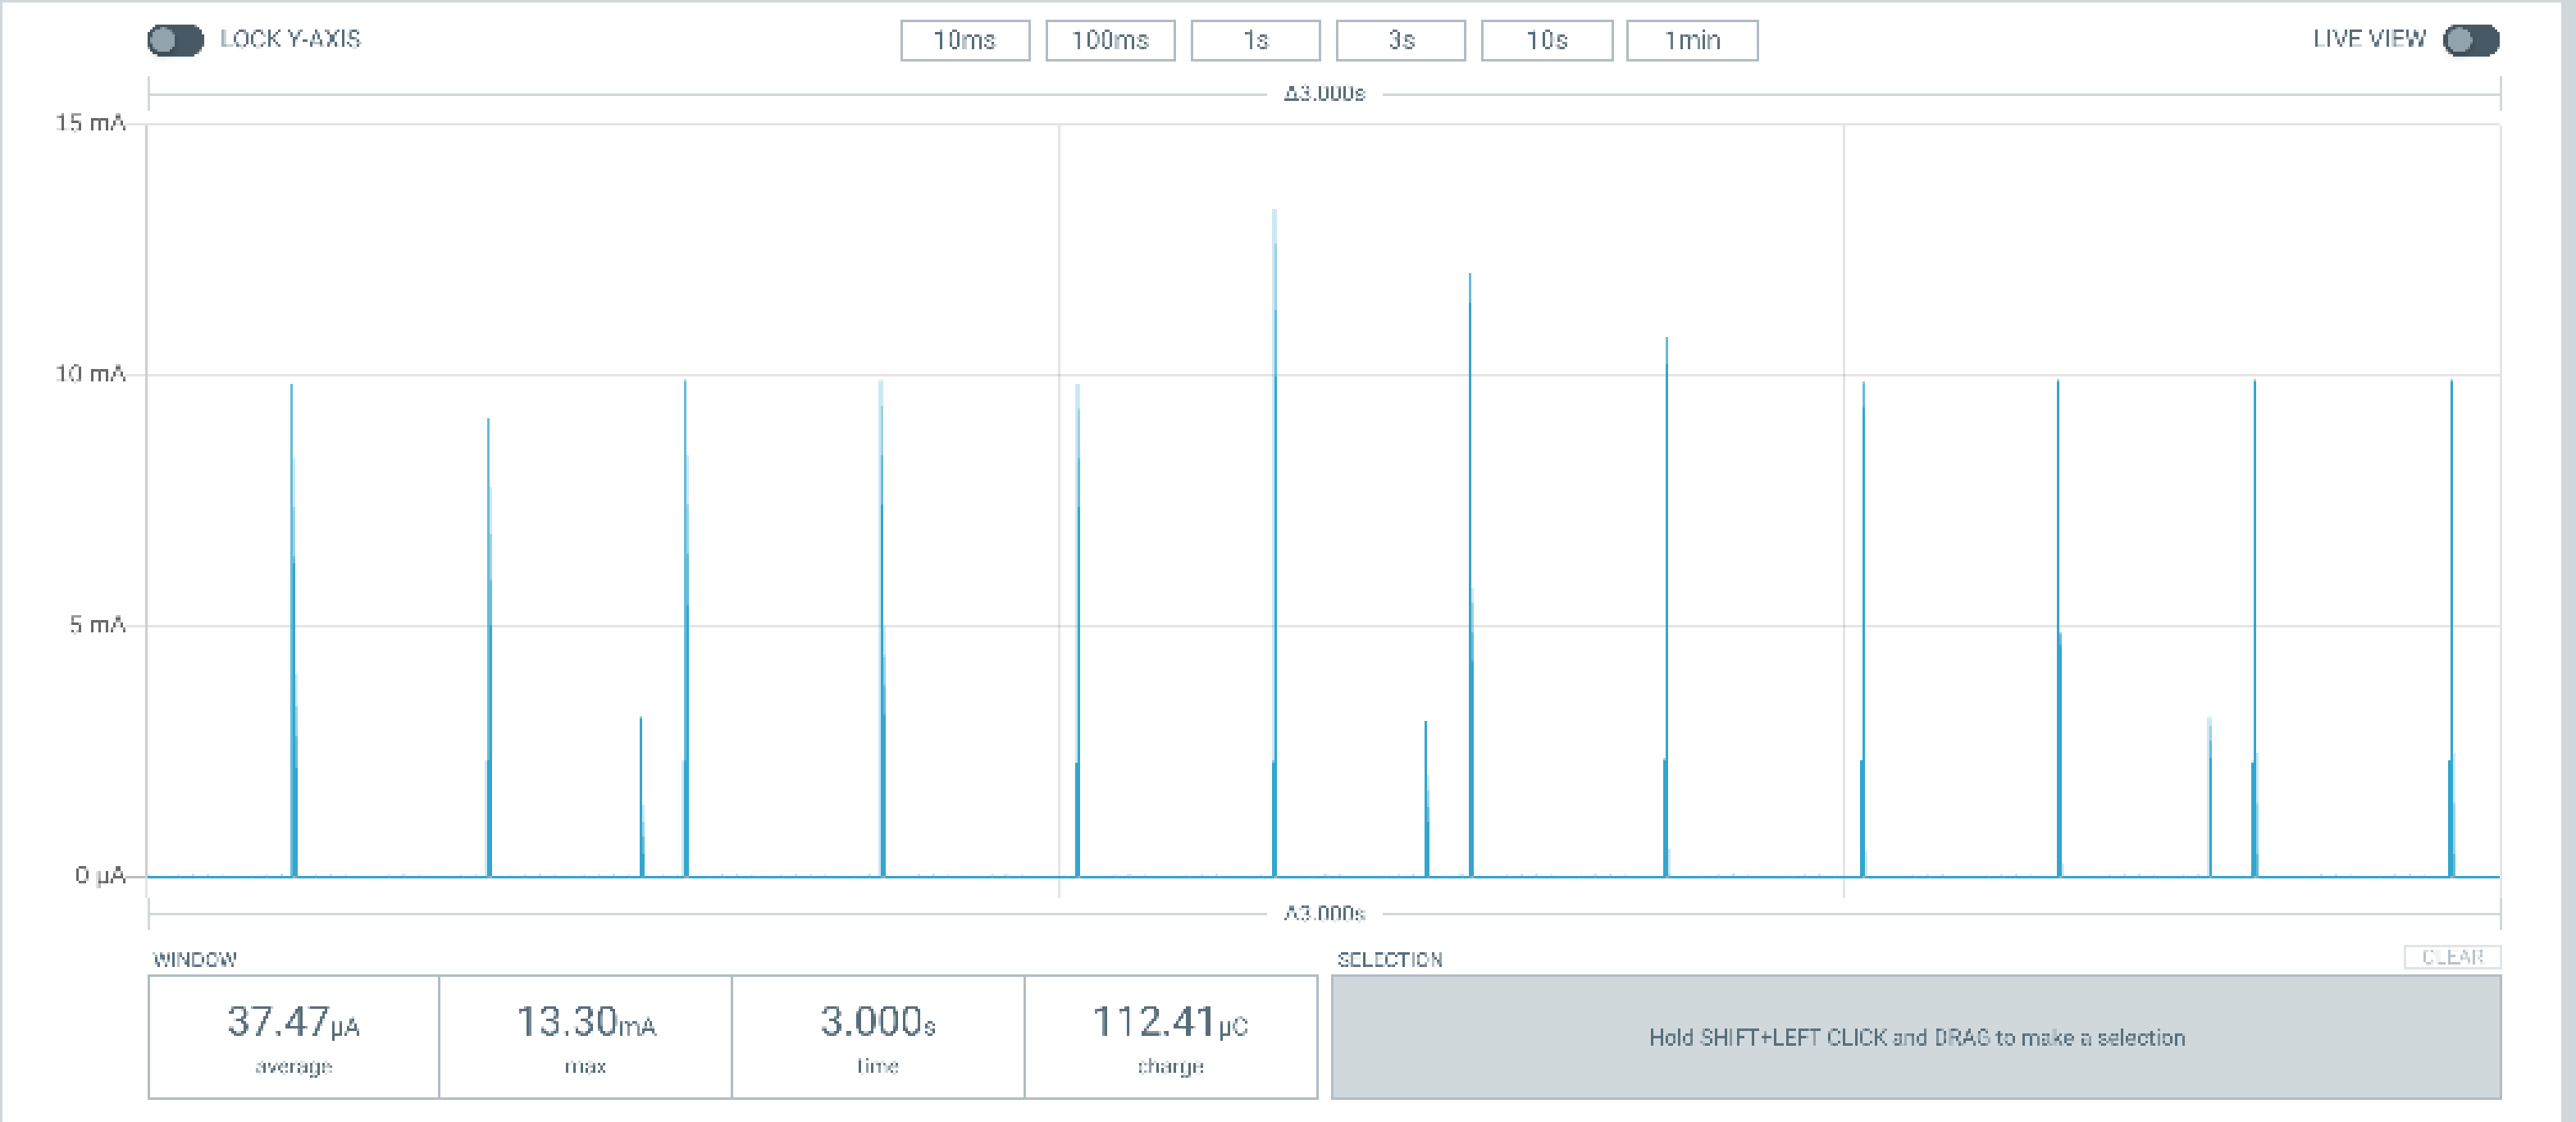 LOCK Y-AXIS
10ms 100ms 1s 3s 10s 1min
LIVE VIEW
Δ3.000s
15 mA
10 mA
5 mA
0 µA
Δ3.000s
WINDOW
37.47µA
average
13.30mA
max
3.000s
time
112.41µC
charge
SELECTION
CLEAR
Hold SHIFT+LEFT CLICK and DRAG to make a selection